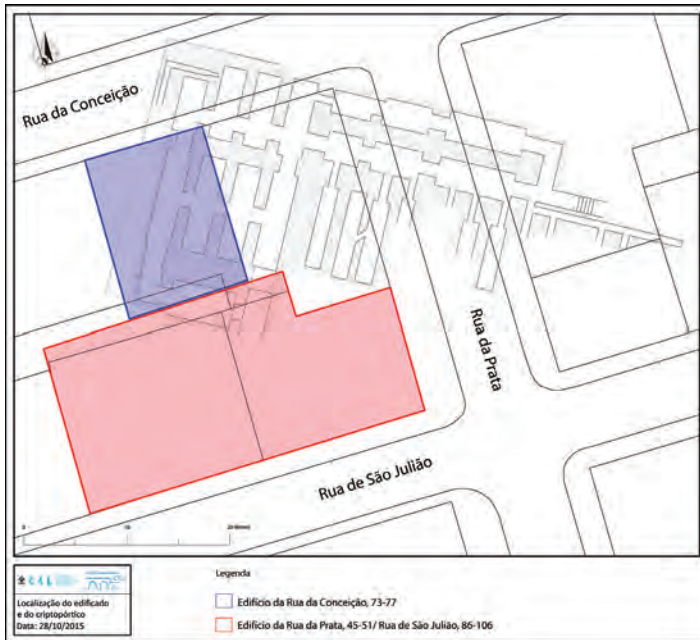 Rua da Conceição
Rua da Prata
Rua de São Julião
0
20
Legenda
Edifício da Rua da Conceição, 73-77
Edifício da Rua da Prata, 45-51/ Rua de São Julião, 86-106
Localização do edificado
e do criptopórtico
Data: 28/10/2015